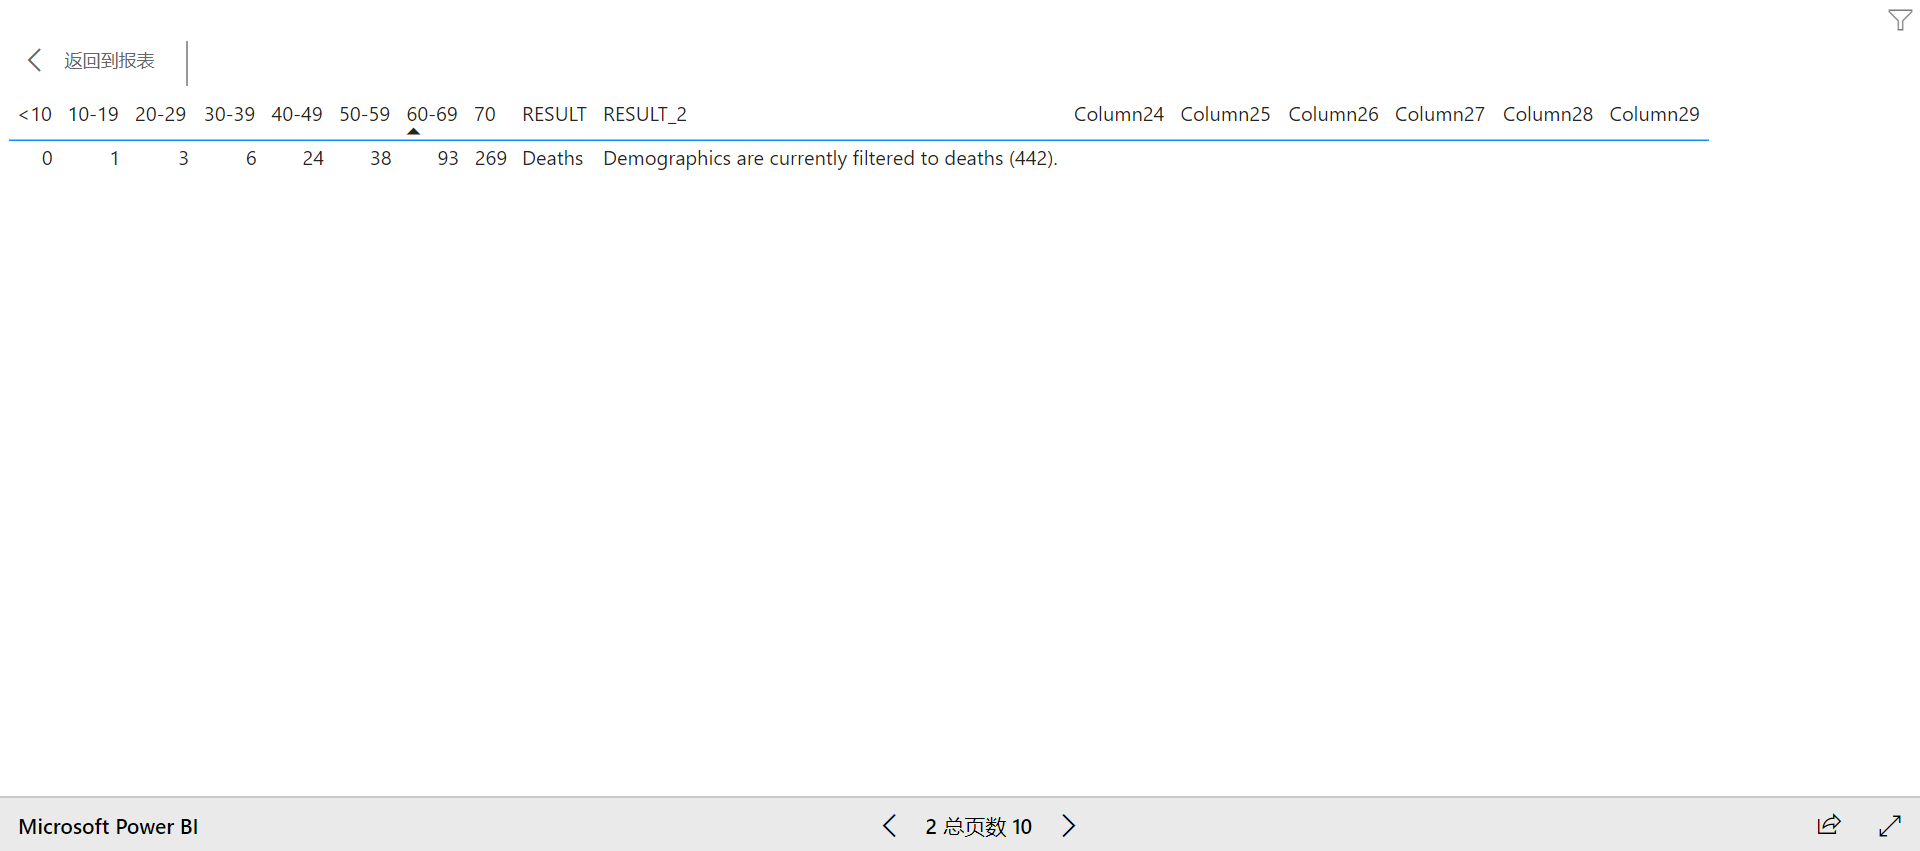 返回到报表
<10 10-19 20-29 30-39 40-49 50-59 60-69 70 RESULT RESULT_2 Column24 Column25 Column26 Column27 Column28 Column29
0 1 3 6 24 38 93 269 Deaths Demographics are currently filtered to deaths (442).
Microsoft Power BI 2 总页数 10